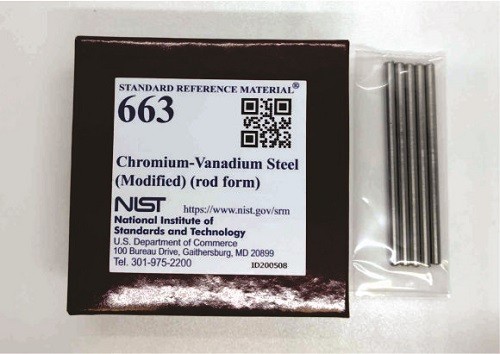 STANDARD REFERENCE MATERIAL®
663
Chromium-Vanadium Steel
(Modified) (rod form)
NIST https://www.nist.gov/srm
National Institute of
Standards and Technology
U.S. Department of Commerce
100 Bureau Drive, Gaithersburg, MD 20899
Tel. 301-975-2200 ID200508